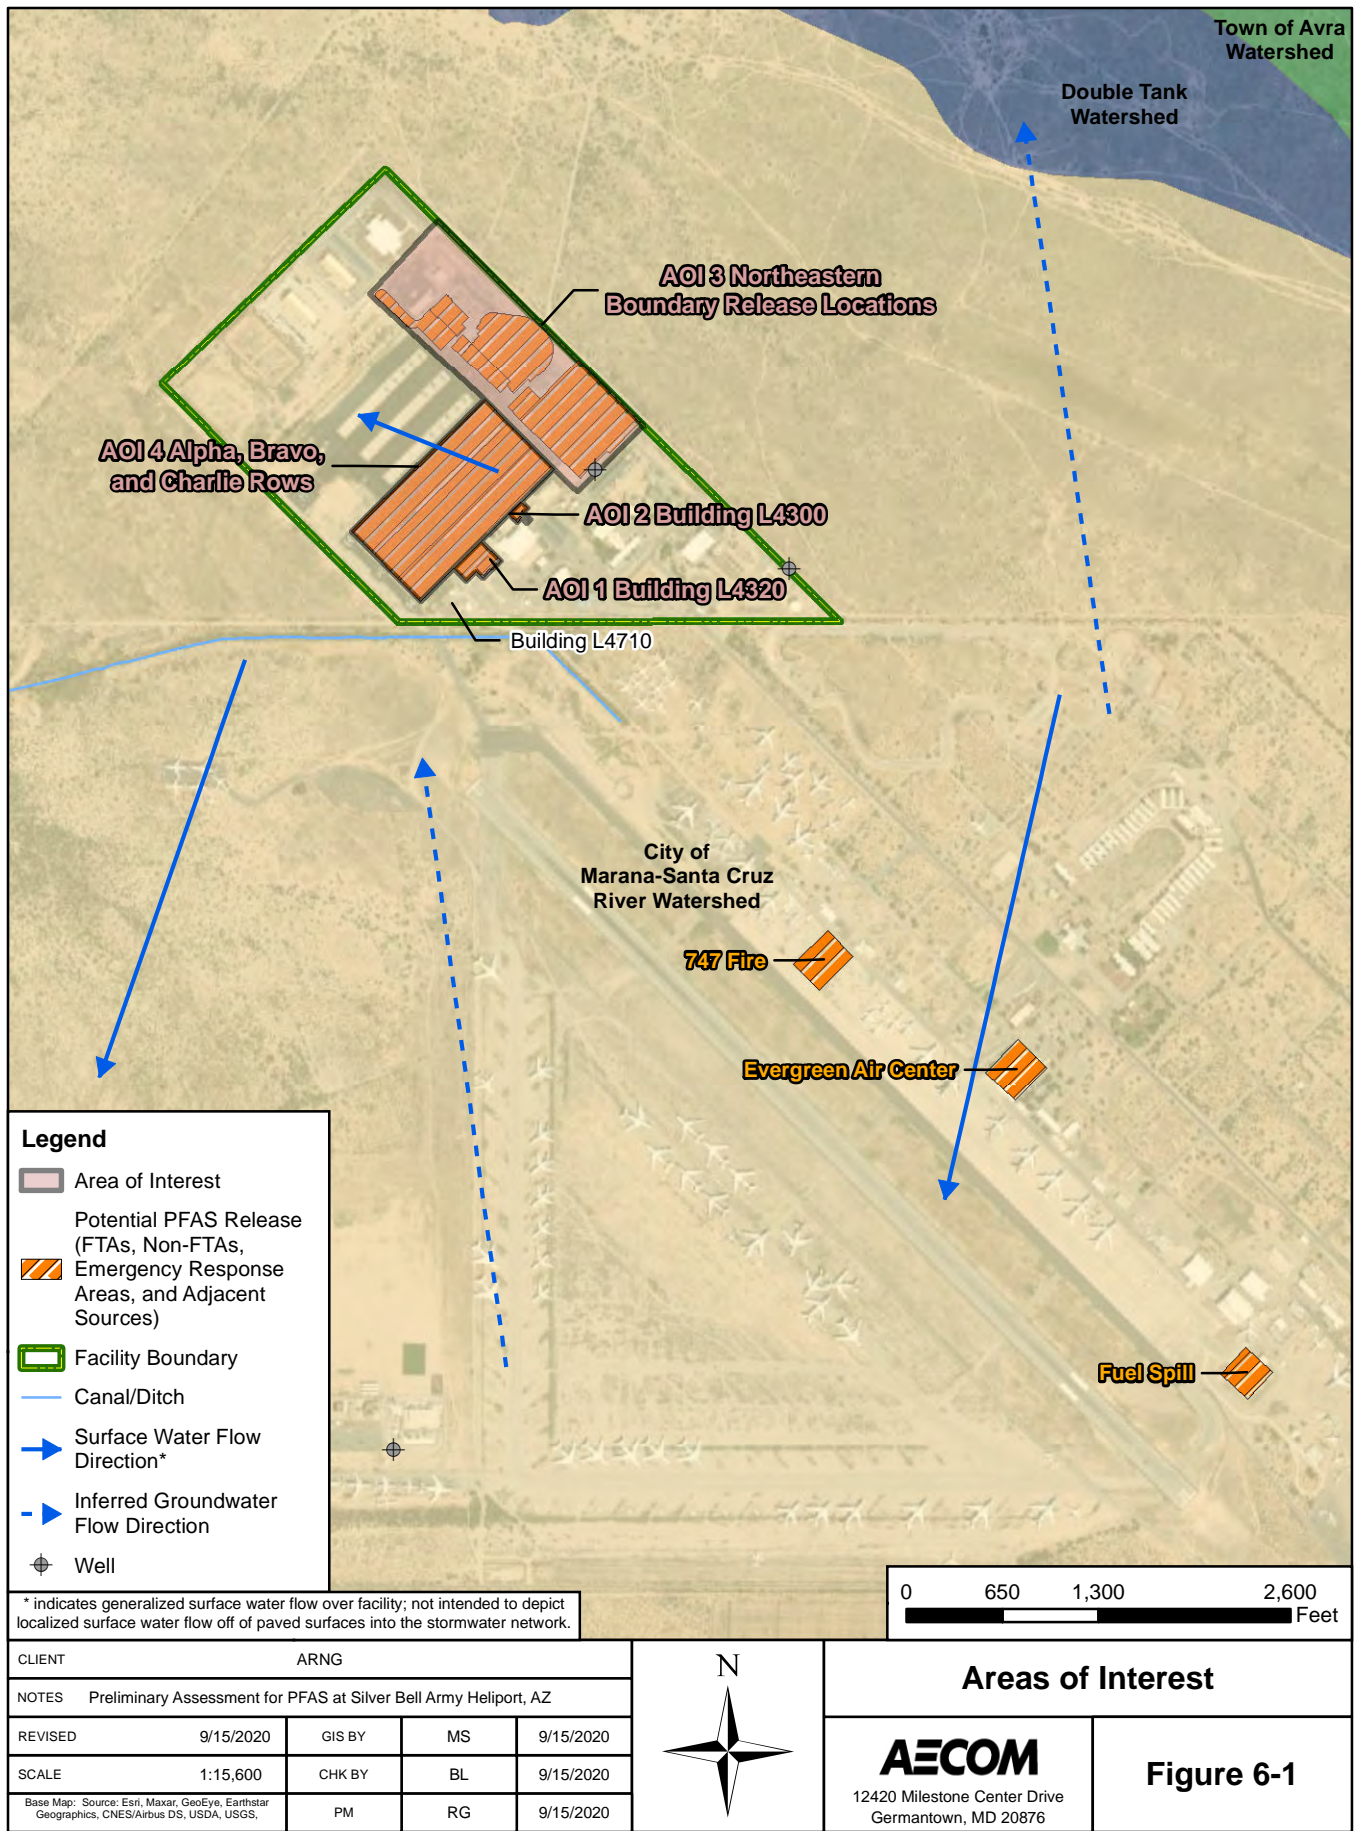 Town of Avra
Watershed
Double Tank
Watershed
AOI 3 Northeastern
Boundary Release Locations
AOI 4 Alpha, Bravo,
and Charlie Rows
AOI 2 Building L4300
AOI 1 Building L4320
Building L4710
City of
Marana-Santa Cruz
River Watershed
747 Fire
Evergreen Air Center
Fuel Spill
Legend
Area of Interest
Potential PFAS Release
(FTAs, Non-FTAs,
Emergency Response
Areas, and Adjacent
Sources)
Facility Boundary
Canal/Ditch
Surface Water Flow
Direction*
Inferred Groundwater
Flow Direction
Well
* indicates generalized surface water flow over facility; not intended to depict
localized surface water flow off of paved surfaces into the stormwater network.
0 650 1,300 2,600
Feet
CLIENT ARNG
NOTES Preliminary Assessment for PFAS at Silver Bell Army Heliport, AZ
REVISED 9/15/2020 GIS BY MS 9/15/2020
SCALE 1:15,600 CHK BY BL 9/15/2020
Base Map: Source: Esri, Maxar, GeoEye, Earthstar
Geographics, CNES/Airbus DS, USDA, USGS,
PM RG 9/15/2020
N
Areas of Interest
AECOM
12420 Milestone Center Drive
Germantown, MD 20876
Figure 6-1